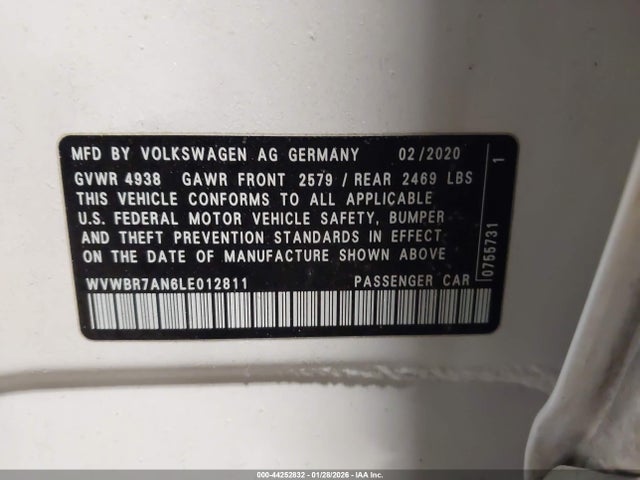 MFD BY VOLKSWAGEN AG GERMANY 02/2020
GVWR 4938 GAWR FRONT 2579 / REAR 2469 LBS
THIS VEHICLE CONFORMS TO ALL APPLICABLE
U.S. FEDERAL MOTOR VEHICLE SAFETY, BUMPER
AND THEFT PREVENTION STANDARDS IN EFFECT
ON THE DATE OF MANUFACTURE SHOWN ABOVE
WVWBR7AN6LE012811 PASSENGER CAR
0755731 1
000-44252832 - 01/28/2026 - IAA Inc.